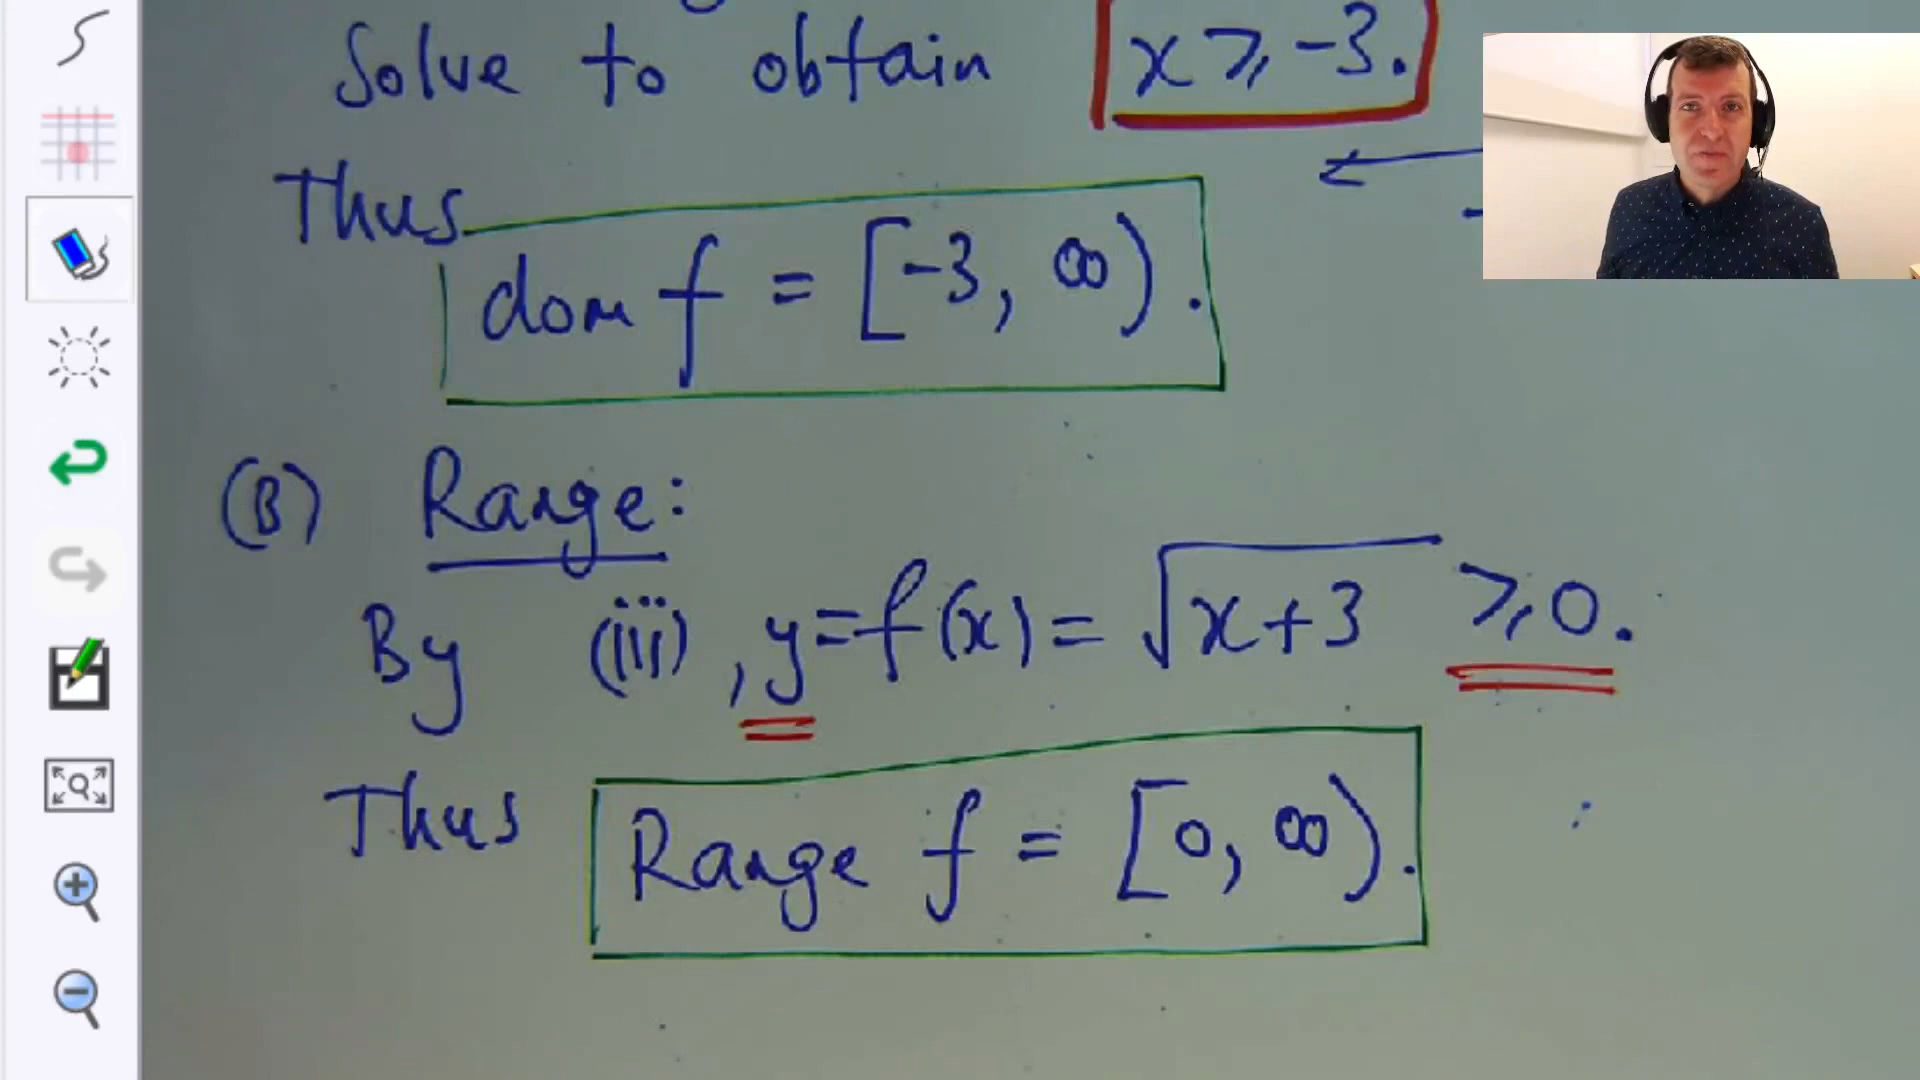 Solve to obtain x ⩾ -3.
Thus
dom f = [-3, ∞).
(B) Range:
By (iii), y = f(x) = √(x+3) ⩾ 0.
Thus Range f = [0, ∞).